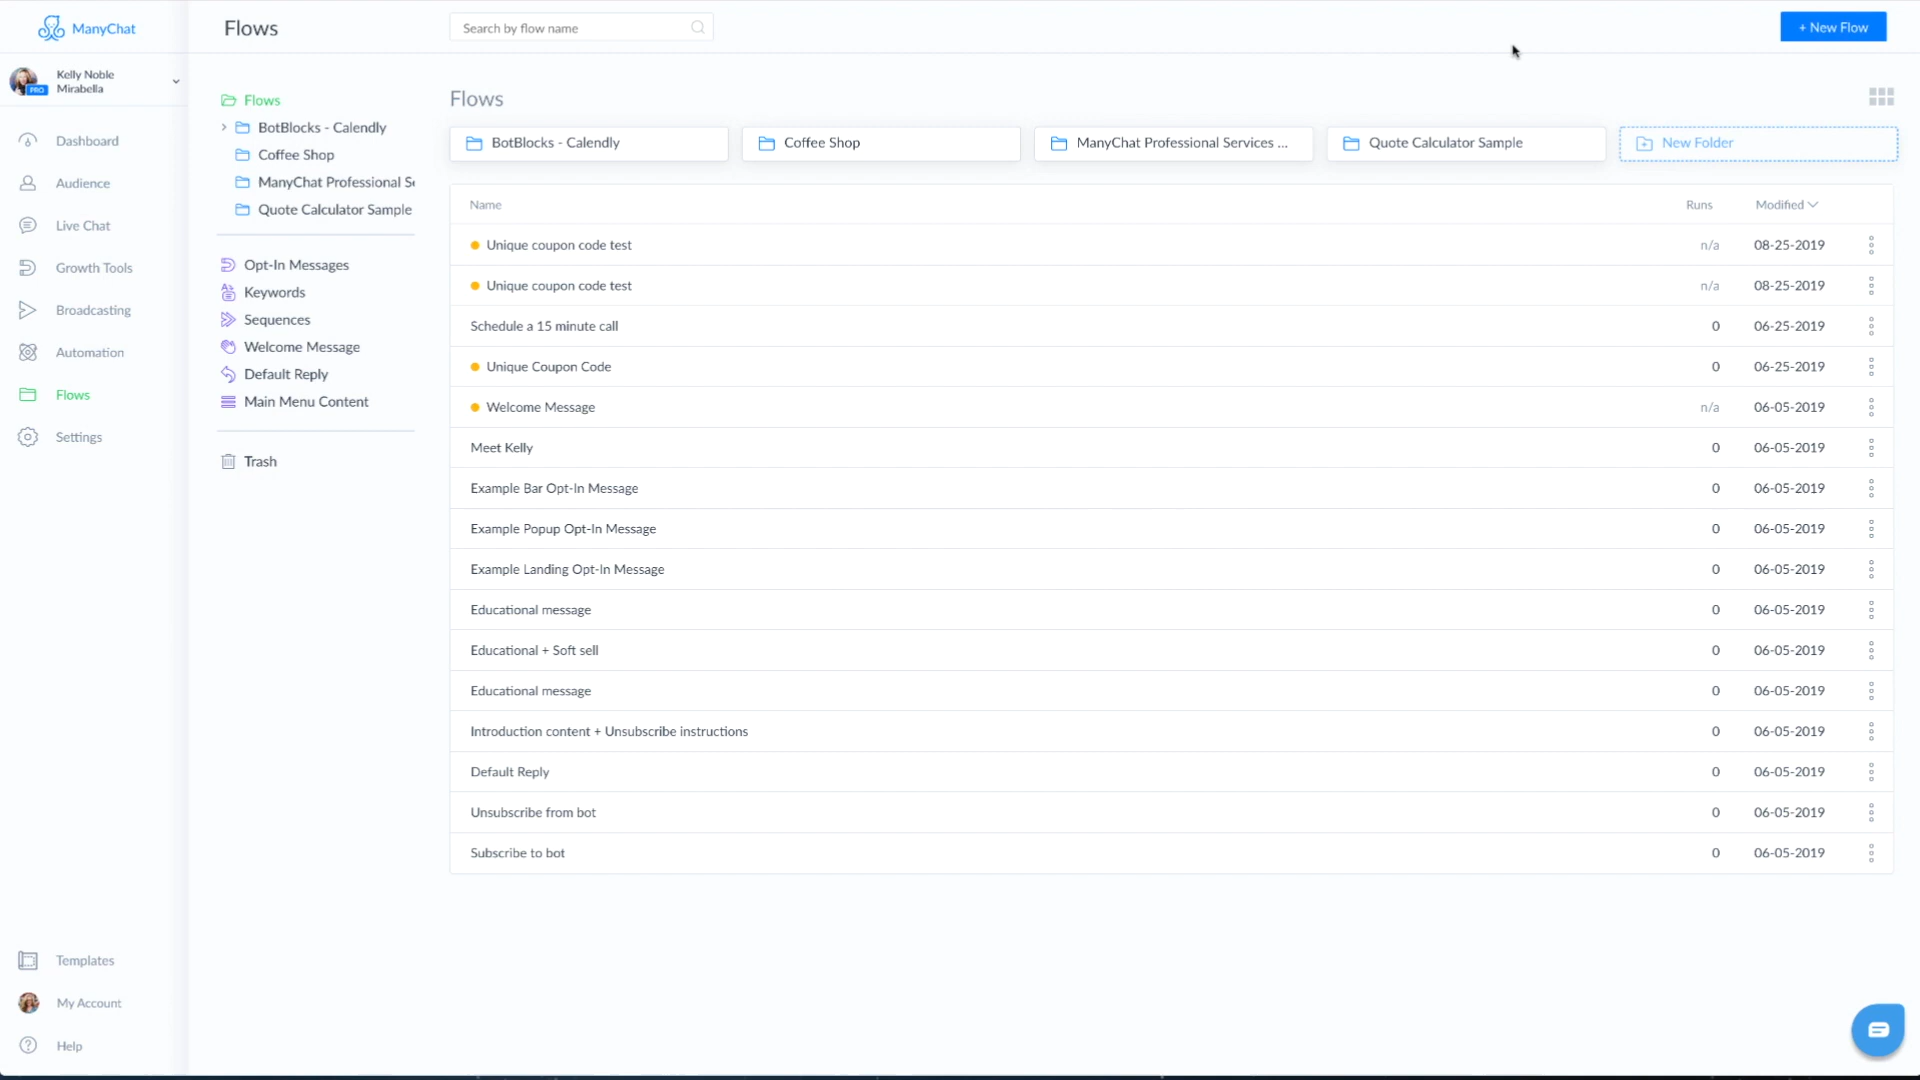 ManyChat
Flows
Search by flow name
+ New Flow
Kelly Noble
Mirabella
PRO
Dashboard
Audience
Live Chat
Growth Tools
Broadcasting
Automation
Flows
Settings
Templates
My Account
Help
Flows
BotBlocks - Calendly
Coffee Shop
ManyChat Professional Se
Quote Calculator Sample
Opt-In Messages
Keywords
Sequences
Welcome Message
Default Reply
Main Menu Content
Trash
Flows
BotBlocks - Calendly
Coffee Shop
ManyChat Professional Services ...
Quote Calculator Sample
New Folder
Name Runs Modified
Unique coupon code test n/a 08-25-2019
Unique coupon code test n/a 08-25-2019
Schedule a 15 minute call 0 06-25-2019
Unique Coupon Code 0 06-25-2019
Welcome Message n/a 06-05-2019
Meet Kelly 0 06-05-2019
Example Bar Opt-In Message 0 06-05-2019
Example Popup Opt-In Message 0 06-05-2019
Example Landing Opt-In Message 0 06-05-2019
Educational message 0 06-05-2019
Educational + Soft sell 0 06-05-2019
Educational message 0 06-05-2019
Introduction content + Unsubscribe instructions 0 06-05-2019
Default Reply 0 06-05-2019
Unsubscribe from bot 0 06-05-2019
Subscribe to bot 0 06-05-2019